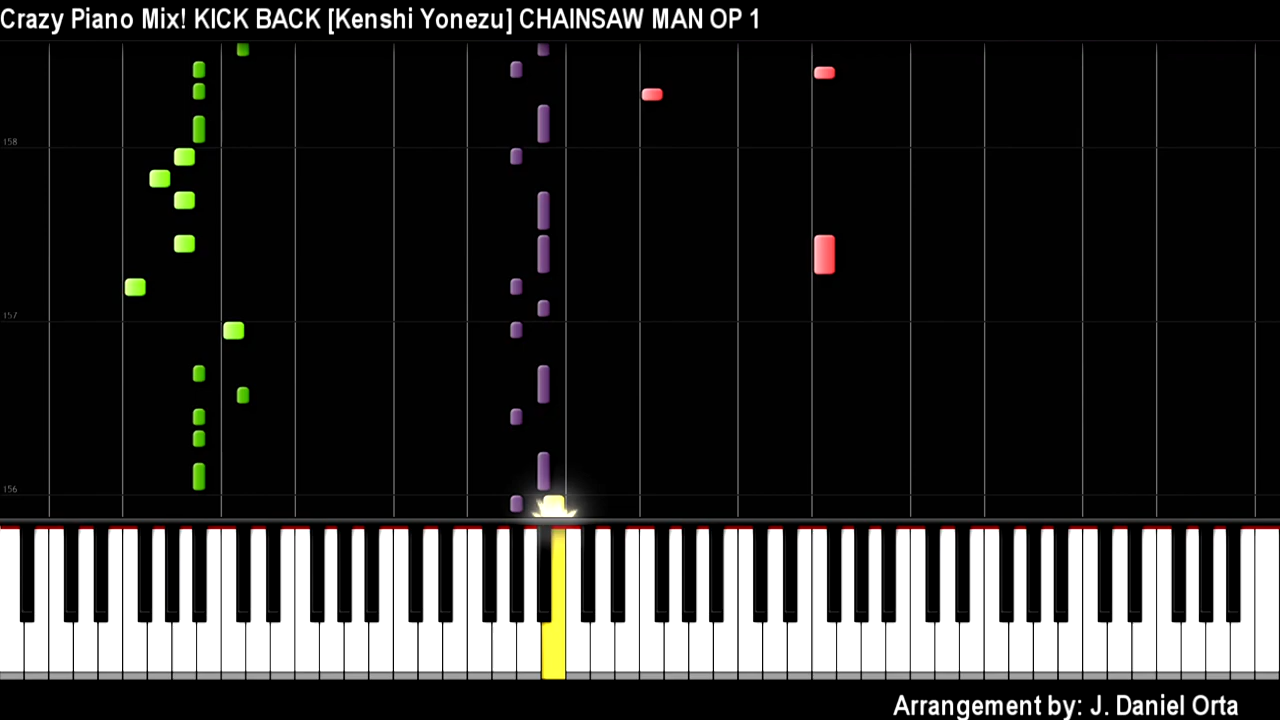 Crazy Piano Mix! KICK BACK [Kenshi Yonezu] CHAINSAW MAN OP 1
158
157
156
Arrangement by: J. Daniel Orta